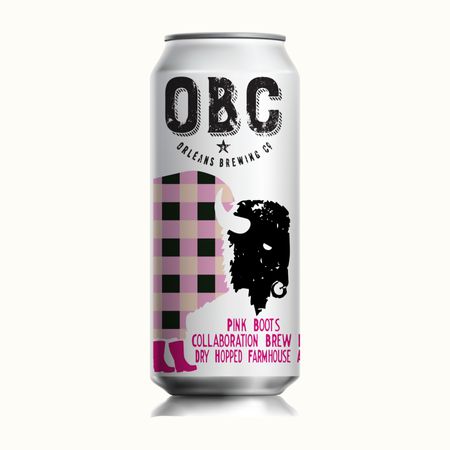 OBC
ORLEANS BREWING CO
PINK BOOTS
COLLABORATION BREW
DRY HOPPED FARMHOUSE A